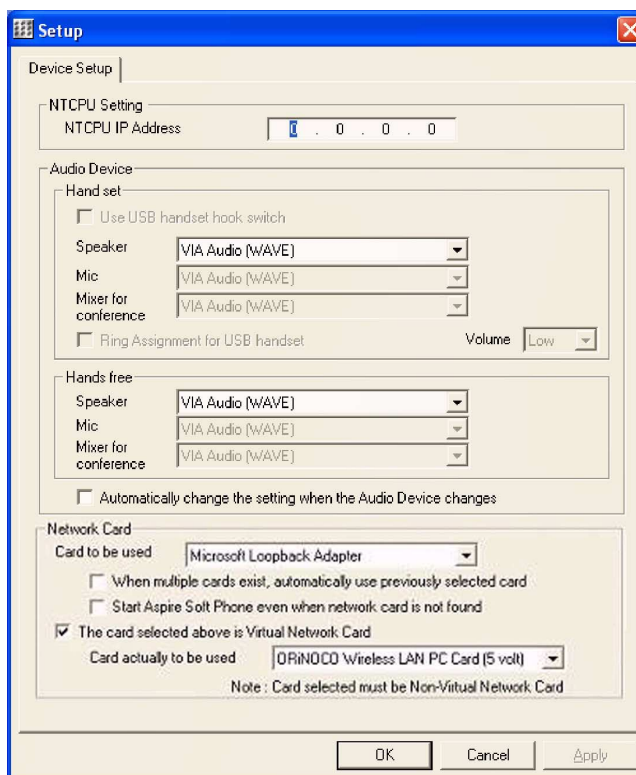 Setup
Device Setup
NTCPU Setting
NTCPU IP Address 0 . 0 . 0 . 0
Audio Device
Hand set
Use USB handset hook switch
Speaker VIA Audio (WAVE)
Mic VIA Audio (WAVE)
Mixer for
conference VIA Audio (WAVE)
Ring Assignment for USB handset Volume Low
Hands free
Speaker VIA Audio (WAVE)
Mic VIA Audio (WAVE)
Mixer for
conference VIA Audio (WAVE)
Automatically change the setting when the Audio Device changes
Network Card
Card to be used Microsoft Loopback Adapter
When multiple cards exist, automatically use previously selected card
Start Aspire Soft Phone even when network card is not found
The card selected above is Virtual Network Card
Card actually to be used ORiNOCO Wireless LAN PC Card (5 volt)
Note : Card selected must be Non-Virtual Network Card
OK Cancel Apply